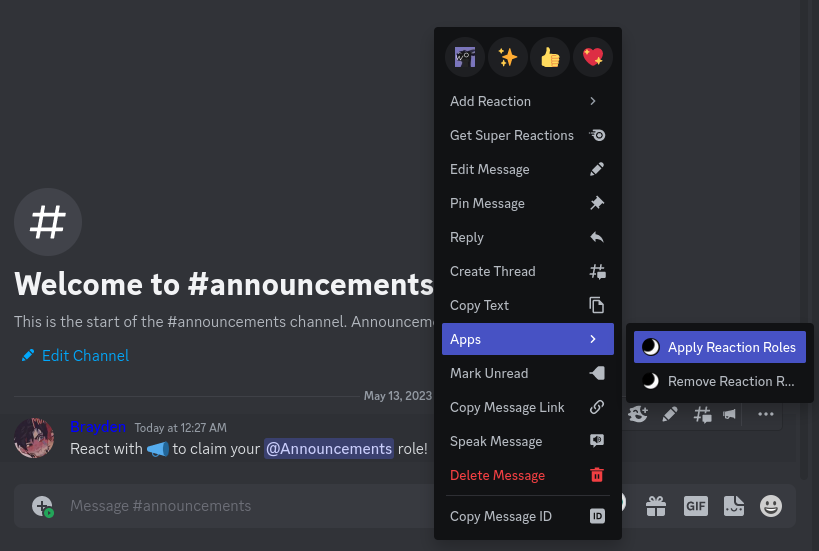 Add Reaction
Get Super Reactions
Edit Message
Pin Message
Reply
Create Thread
Copy Text
Apps
Mark Unread
Copy Message Link
Speak Message
Delete Message
Copy Message ID
ID
Apply Reaction Roles
Remove Reaction R...
Welcome to #announcements
This is the start of the #announcements channel. Announcem
Edit Channel
May 13, 2023
Brayden Today at 12:27 AM
React with 📣 to claim your @Announcements role!
Message #announcements
GIF